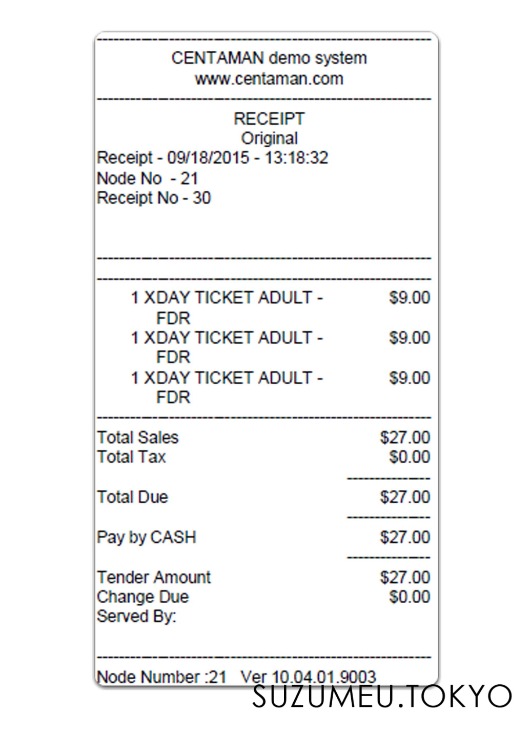 CENTAMAN demo system
www.centaman.com
RECEIPT
Original
Receipt - 09/18/2015 - 13:18:32
Node No - 21
Receipt No - 30
1 XDAY TICKET ADULT - $9.00
FDR
1 XDAY TICKET ADULT - $9.00
FDR
1 XDAY TICKET ADULT - $9.00
FDR
Total Sales $27.00
Total Tax $0.00
Total Due $27.00
Pay by CASH $27.00
Tender Amount $27.00
Change Due $0.00
Served By:
Node Number :21 Ver 10.04.01.9003
SUZUMEU.TOKYO